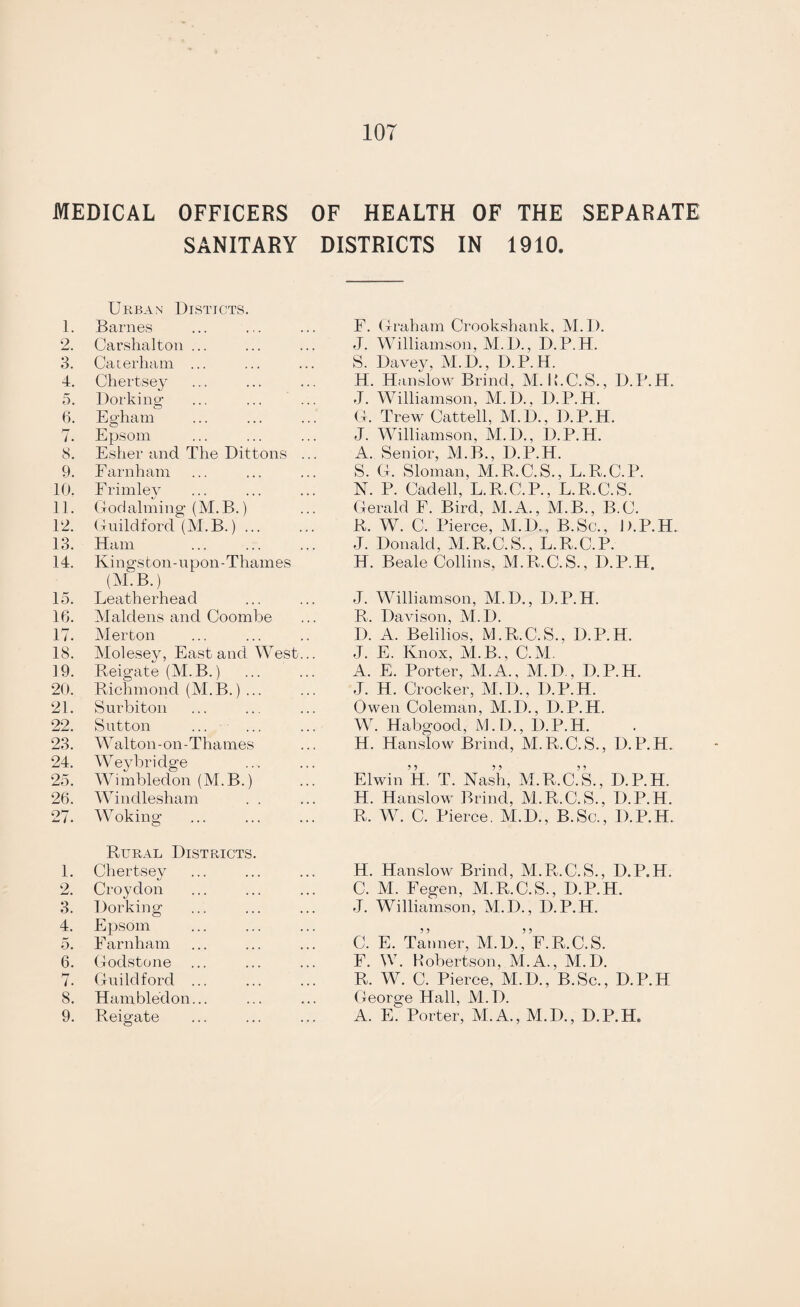 107
MEDICAL OFFICERS OF HEALTH OF THE SEPARATE
SANITARY DISTRICTS IN 1910.
Urban Disticts.
1. Barnes ... ... ... F. Graham Crookshank, M.D.
2. Carshalton ... ... ... J. Williamson, M.D., D.P.H.
3. Caterham ... ... ... S. Davey, M.D., D.P.H.
4. Chertsey ... ... ... H. Hanslow Brind, M.R.C.S., D.P.H.
5. Dorking ... ... ... J. Williamson, M.D., D.P.H.
6. Egham ... ... ... G. Trew Cattell, M.D., D.P.H.
7. Epsom ... ... ... J. Williamson, M.D., D.P.H.
8. Esher and The Dittons ... A. Senior, M.B., D.P.H.
9. Farnham ... ... ... S. G. Sloman, M.R.C.S., L.R.C.P.
10. Frimley ... ... ... N. P. Cadell, L.R.C.P., L.R.C.S.
11. Godalming (M.B.) ... Gerald F. Bird, M.A., M.B., B.C.
12. Guildford (M.B.) ... ... R. W. C. Pierce, M.D., B.Sc., D.P.H.
13. Ham ... ... ... J. Donald, M.R.C.S., L.R.C.P.
14. Kingston-upon-Thames H. Beale Collins, M.R.C.S., D.P.H.
(M.B.)
15. Leatherhead ... ... J. Williamson, M.D., D.P.H.
16. Maldens and Coombe ... R. Davison, M.D.
17. Merton ... ... .. D. A. Belilios, M.R.C.S., D.P.H.
18. Molesey, East and West... J. E. Knox, M.B., C.M.
19. Reigate (M.B.) ... ... A. E. Porter, M.A., M.D., D.P.H.
20. Richmond (M.B.) ... ... J. H. Crocker, M.D., D.P.H.
21. Surbiton ... ... ... Owen Coleman, M.D., D.P.H.
22. Sutton ... ... ... W. Habgood, M.D., D.P.H.
23. Walton-on-Thames ... H. Hanslow Brind, M.R.C.S., D.P.H.
24. Weybridge ... ... ,, ,, ,,
25. Wimbledon (M.B.) ... Elwin H. T. Nash, M.R.C.S., D.P.H.
26. Windlesham . . ... H. Hanslow Brind, M.R.C.S., D.P.H.
27. Woking ... ... ... R. W. C. Pierce. M.D., B.Sc., D.P.H.
Rural Districts.
1. Chertsey ... ... ... H. Hanslow Brind, M.R.C.S., D.P.H.
2. Croydon ... ... ... C. M. Fegen, M.R.C.S., D.P.H.
3. Dorking ... ... ... J. Williamson, M.D., D.P.H.
4. Epsom ... ... ... ,, ,,
5. Farnham ... ... ... C. E. Tanner, M.D., F.R.C.S.
6. Godstone ... ... ... F. W. Robertson, M.A., M.D.
7. Guildford ... ... ... R. W. C. Pierce, M.D., B.Sc., D.P.H
8. Hambledon... ... ... George Hall, M.D.
9. Reigate ... ... ... A. E. Porter, M.A., M.D., D.P.H.